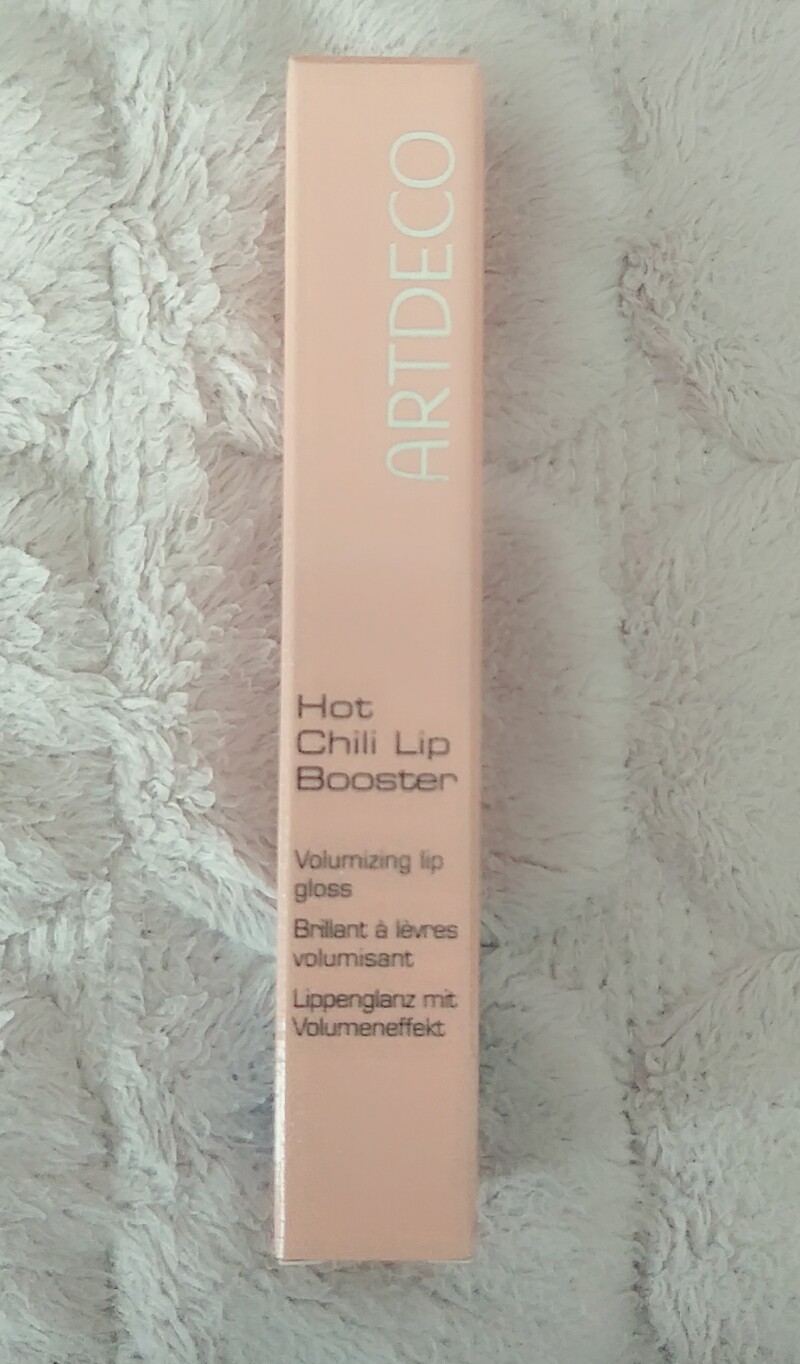 ARTDECO
Hot
Chili Lip
Booster
Volumizing lip
gloss
Brillant à lèvres
volumisant
Lippenglanz mit
Volumeneffekt